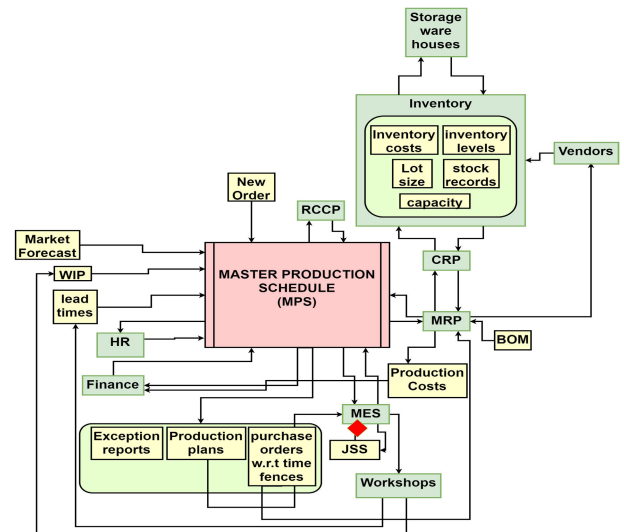 Storage
ware
houses
Inventory
Inventory
costs
inventory
levels
Lot
size
stock
records
capacity
Vendors
New
Order
RCCP
Market
Forecast
WIP
lead
times
MASTER PRODUCTION
SCHEDULE
(MPS)
CRP
MRP
BOM
HR
Finance
Production
Costs
Exception
reports
Production
plans
purchase
orders
w.r.t time
fences
MES
JSS
Workshops